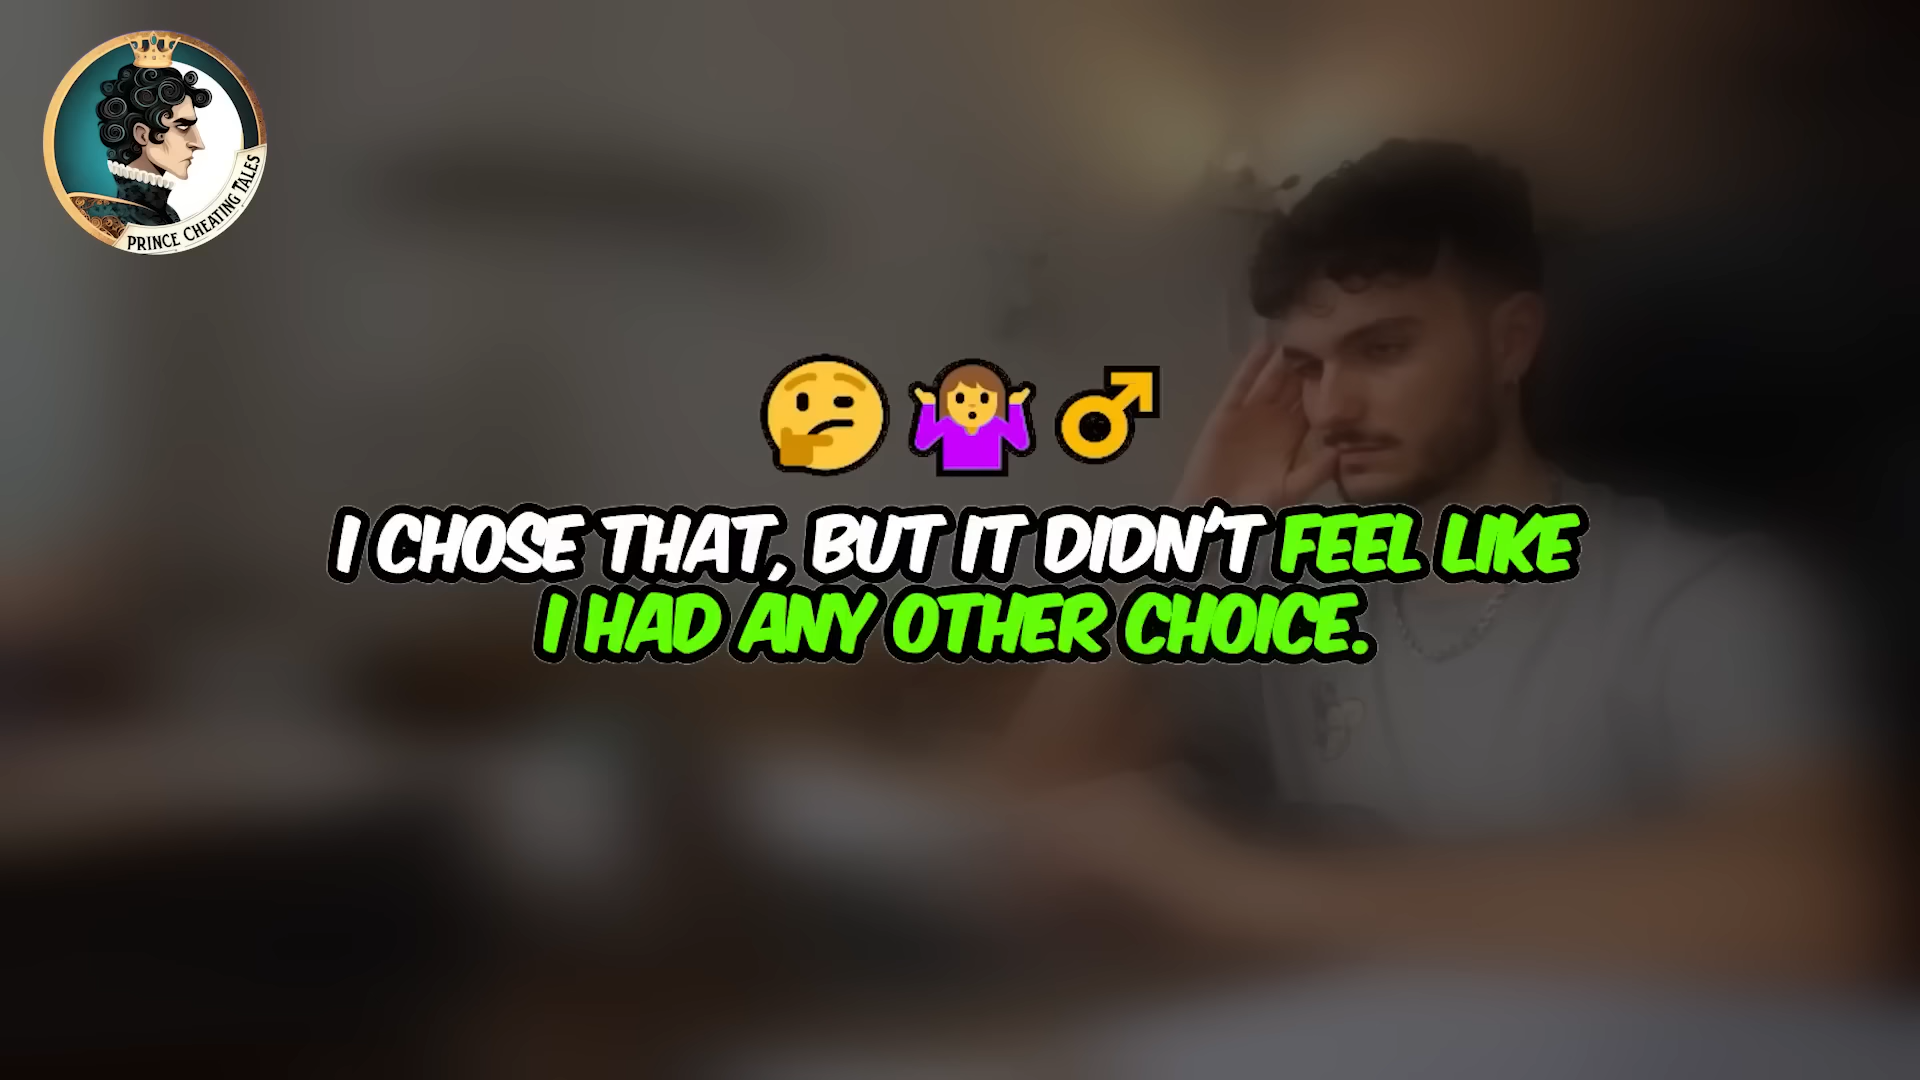 PRINCE CHEATING TALES
I CHOSE THAT, BUT IT DIDN'T FEEL LIKE
I HAD ANY OTHER CHOICE.